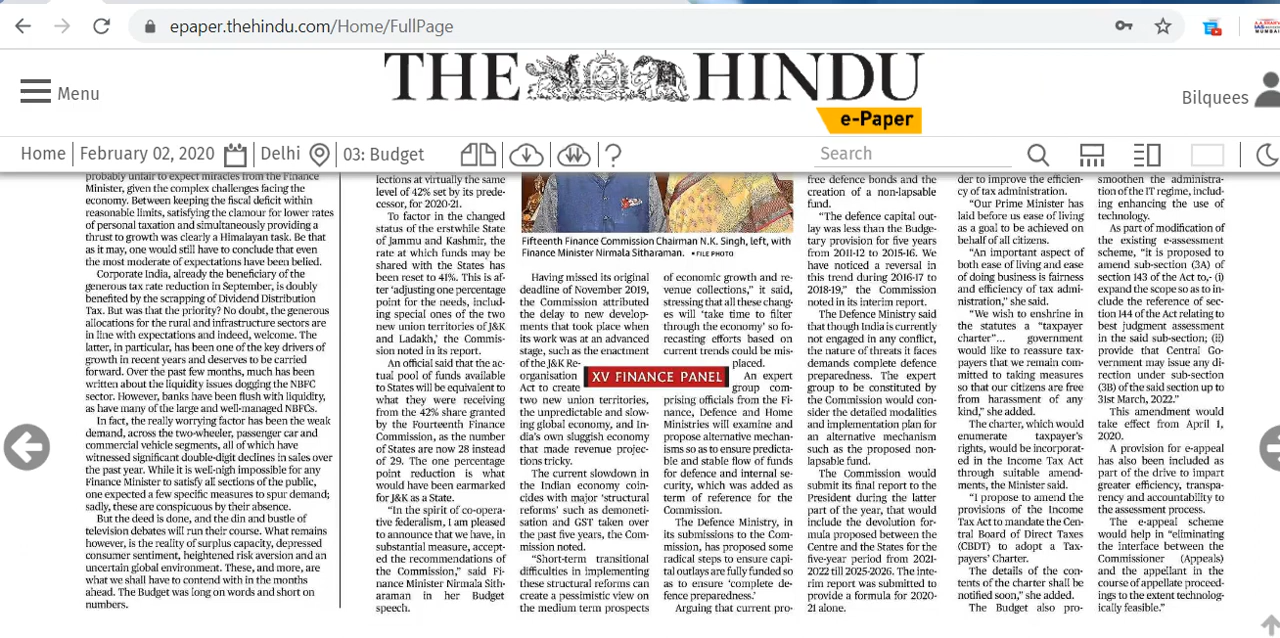 epaper.thehindu.com/Home/FullPage
Menu
THE HINDU
e-Paper
Bilquees
Home
February 02, 2020
Delhi
03: Budget
?
Search
probably unfair to expect miracles from the Finance
Minister, given the complex challenges facing the
economy. Between keeping the fiscal deficit within
reasonable limits, satisfying the clamour for lower rates
of personal taxation and simultaneously providing a
thrust to growth was clearly a Himalayan task. Be that
as it may, one would still have to conclude that even
the most moderate of expectations have been belied.
Corporate India, already the beneficiary of the
generous tax rate reduction in September, is doubly
benefited by the scrapping of Dividend Distribution
Tax. But was that the priority? No doubt, the generous
allocations for the rural and infrastructure sectors are
in line with expectations and indeed, welcome. The
latter, in particular, has been one of the key drivers of
growth in recent years and deserves to be carried
forward. Over the past few months, much has been
written about the liquidity issues dogging the NBFC
sector. However, banks have been flush with liquidity,
as have many of the large and well-managed NBFCs.
In fact, the really worrying factor has been the weak
demand, across the two-wheeler, passenger car and
commercial vehicle segments, all of which have
witnessed significant double-digit declines in sales over
the past year. While it is well-nigh impossible for any
Finance Minister to satisfy all sections of the public,
one expected a few specific measures to spur demand;
sadly, these are conspicuous by their absence.
But the deed is done, and the din and bustle of
television debates will run their course. What remains
however, is the reality of surplus capacity, depressed
consumer sentiment, heightened risk aversion and an
uncertain global environment. These, and more, are
what we shall have to contend with in the months
ahead. The Budget was long on words and short on
numbers.
lections at virtually the same
level of 42% set by its prede-
cessor, for 2020-21.
To factor in the changed
status of the erstwhile State
of Jammu and Kashmir, the
rate at which funds may be
shared with the States has
been reset to 41%. This is af-
ter 'adjusting one percentage
point for the needs, includ-
ing special ones of the two
new union territories of J&K
and Ladakh,' the Commis-
sion noted in its report.
An official said that the ac-
tual pool of funds available
to States will be equivalent to
what they were receiving
from the 42% share granted
by the Fourteenth Finance
Commission, as the number
of States are now 28 instead
of 29. The one percentage
point reduction is what
would have been earmarked
for J&K as a State.
"In the spirit of co-opera-
tive federalism, I am pleased
to announce that we have, in
substantial measure, accept-
ed the recommendations of
the Commission," said Fi-
nance Minister Nirmala Sith-
araman in her Budget
speech.
Fifteenth Finance Commission Chairman N.K. Singh, left, with
Finance Minister Nirmala Sitharaman. • FILE PHOTO
Having missed its original
deadline of November 2019,
the Commission attributed
the delay to new develop-
ments that took place when
its work was at an advanced
stage, such as the enactment
of the J&K Re-
organisation
Act to create
two new union territories,
the unpredictable and slow-
ing global economy, and In-
dia's own sluggish economy
that made revenue projec-
tions tricky.
The current slowdown in
the Indian economy coin-
cides with major 'structural
reforms' such as demoneti-
sation and GST taken over
the past five years, the Com-
mission noted.
"Short-term transitional
difficulties in implementing
these structural reforms can
create a pessimistic view on
the medium term prospects
XV FINANCE PANEL
of economic growth and re-
venue collections," it said,
stressing that all these chang-
es will 'take time to filter
through the economy' so fo-
recasting efforts based on
current trends could be mis-
placed.
An expert
group com-
prising officials from the Fi-
nance, Defence and Home
Ministries will examine and
propose alternative mechan-
isms so as to ensure predicta-
ble and stable flow of funds
for defence and internal se-
curity, which was added as
term of reference for the
Commission.
The Defence Ministry, in
its submissions to the Com-
mission, has proposed some
radical steps to ensure capi-
tal outlays are fully funded so
as to ensure 'complete de-
fence preparedness.'
Arguing that current pro-
free defence bonds and the
creation of a non-lapsable
fund.
"The defence capital out-
lay was less than the Budge-
tary provision for five years
from 2011-12 to 2015-16. We
have noticed a reversal in
this trend during 2016-17 to
2018-19," the Commission
noted in its interim report.
The Defence Ministry said
that though India is currently
not engaged in any conflict,
the nature of threats it faces
demands complete defence
preparedness. The expert
group to be constituted by
the Commission would con-
sider the detailed modalities
and implementation plan for
an alternative mechanism
such as the proposed non-
lapsable fund.
The Commission would
submit its final report to the
President during the latter
part of the year, that would
include the devolution for-
mula proposed between the
Centre and the States for the
five-year period from 2021-
2022 till 2025-2026. The inte-
rim report was submitted to
provide a formula for 2020-
21 alone.
der to improve the efficien-
cy of tax administration.
"Our Prime Minister has
laid before us ease of living
as a goal to be achieved on
behalf of all citizens.
"An important aspect of
both ease of living and ease
of doing business is fairness
and efficiency of tax admi-
nistration," she said.
"We wish to enshrine in
the statutes a "taxpayer
charter"... government
would like to reassure tax-
payers that we remain com-
mitted to taking measures
so that our citizens are free
from harassment of any
kind," she added.
The charter, which would
enumerate taxpayer's
rights, would be incorporat-
ed in the Income Tax Act
through suitable amend-
ments, the Minister said.
"I propose to amend the
provisions of the Income
Tax Act to mandate the Cen-
tral Board of Direct Taxes
(CBDT) to adopt a Tax-
payers' Charter.
The details of the con-
tents of the charter shall be
notified soon," she added.
The Budget also pro-
smoothen the administra-
tion of the IT regime, includ-
ing enhancing the use of
technology.
As part of modification of
the existing e-assessment
scheme, "it is proposed to
amend sub-section (3A) of
section 143 of the Act to,- (i)
expand the scope so as to in-
clude the reference of sec-
tion 144 of the Act relating to
best judgment assessment
in the said sub-section; (ii)
provide that Central Go-
vernment may issue any di-
rection under sub-section
(3B) of the said section up to
31st March, 2022."
This amendment would
take effect from April 1,
2020.
A provision for e-appeal
has also been included as
part of the drive to impart
greater efficiency, transpa-
rency and accountability to
the assessment process.
The e-appeal scheme
would help in "eliminating
the interface between the
Commissioner (Appeals)
and the appellant in the
course of appellate proceed-
ings to the extent technolog-
ically feasible."